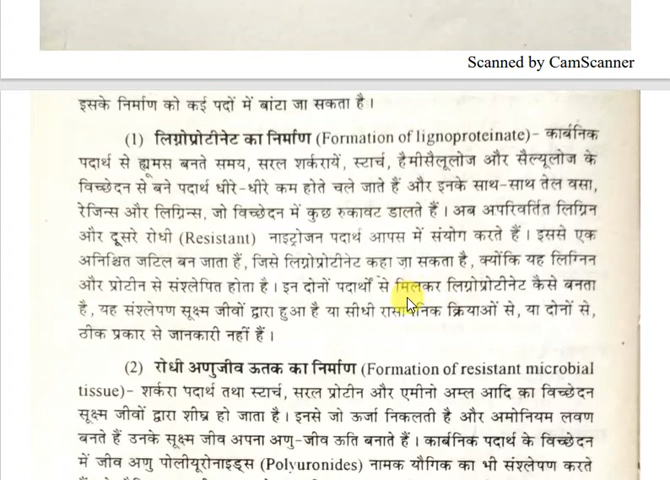 Scanned by CamScanner
इसके निर्माण को कई पदों में बांटा जा सकता है।
(1) लिग्नोप्रोटीनेट का निर्माण (Formation of lignoproteinate)- कार्बनिक
पदार्थ से ह्यूमस बनते समय, सरल शर्करायें, स्टार्च, हैमीसैलूलोज और सैल्यूलोज के
विच्छेदन से बने पदार्थ धीरे-धीरे कम होते चले जाते हैं और इनके साथ-साथ तेल वसा,
रेजिन्स और लिग्निन्स, जो विच्छेदन में कुछ रुकावट डालते हैं। अब अपरिवर्तित लिग्निन
और दूसरे रोधी (Resistant) नाइट्रोजन पदार्थ आपस में संयोग करते हैं। इससे एक
अनिश्चित जटिल बन जाता हैं, जिसे लिग्नोप्रोटीनेट कहा जा सकता है, क्योंकि यह लिग्निन
और प्रोटीन से संश्लेषित होता है। इन दोनों पदार्थों से मिलकर लिग्नोप्रोटीनेट कैसे बनता
है, यह संश्लेषण सूक्ष्म जीवों द्वारा हुआ है या सीधी रासायनिक क्रियाओं से, या दोनों से,
ठीक प्रकार से जानकारी नहीं हैं।
(2) रोधी अणुजीव ऊतक का निर्माण (Formation of resistant microbial
tissue)- शर्करा पदार्थ तथा स्टार्च, सरल प्रोटीन और एमीनो अम्ल आदि का विच्छेदन
सूक्ष्म जीवों द्वारा शीघ्र हो जाता है। इनसे जो ऊर्जा निकलती है और अमोनियम लवण
बनते हैं उनके सूक्ष्म जीव अपना अणु-जीव ऊति बनाते हैं। कार्बनिक पदार्थ के विच्छेदन
में जीव अणु पोलीयूरोनाइड्स (Polyuronides) नामक यौगिक का भी संश्लेषण करते